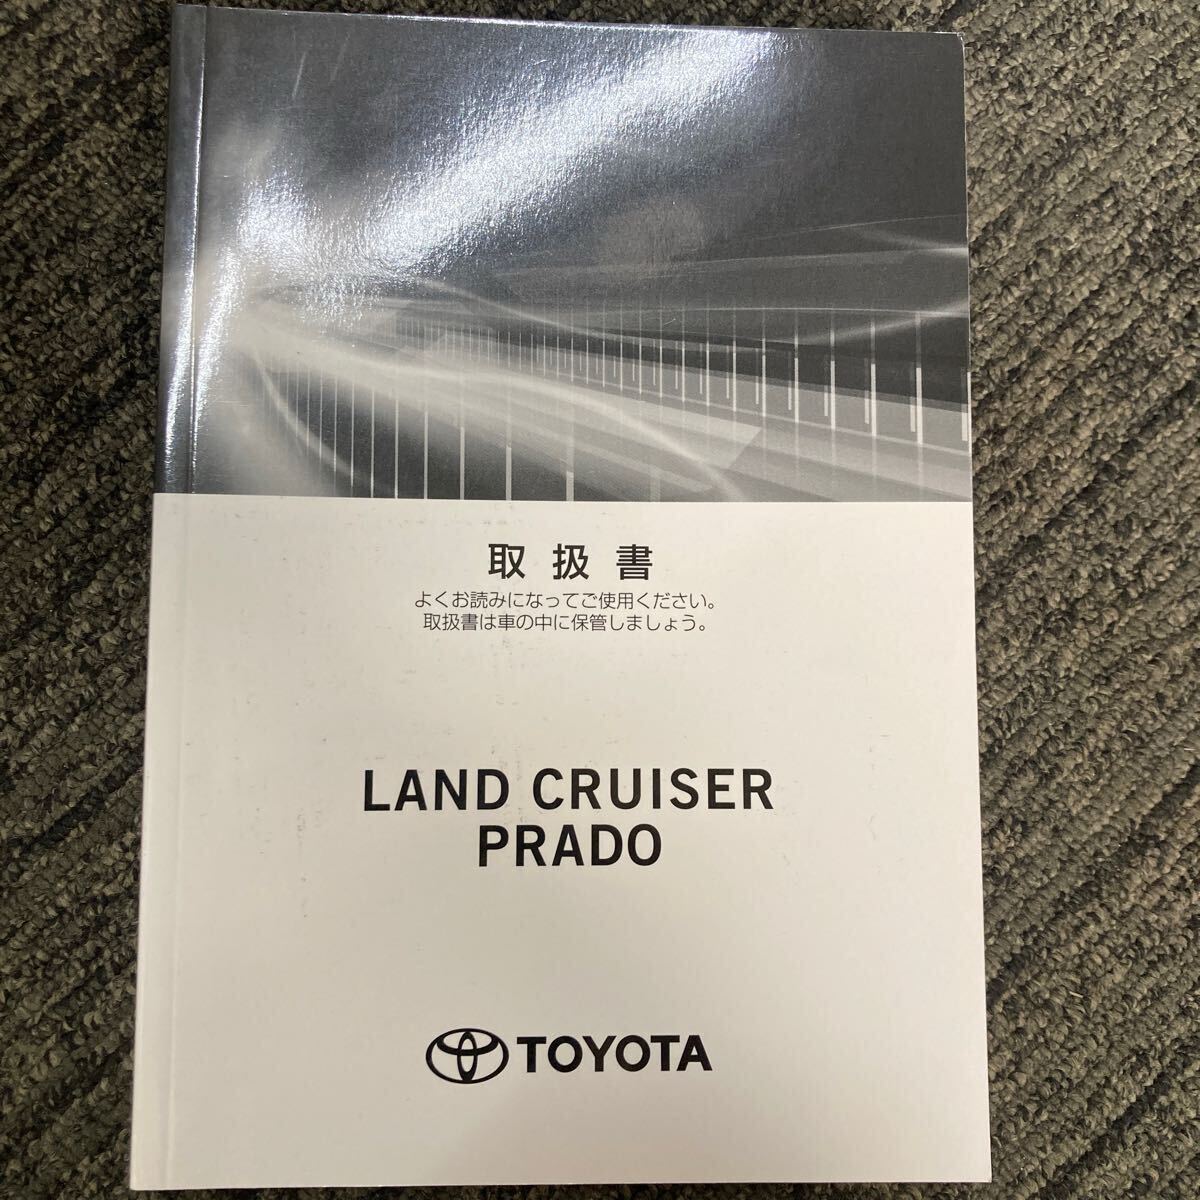 取扱書
よくお読みになってご使用ください。
取扱書は車の中に保管しましょう。
LAND CRUISER
PRADO
TOYOTA